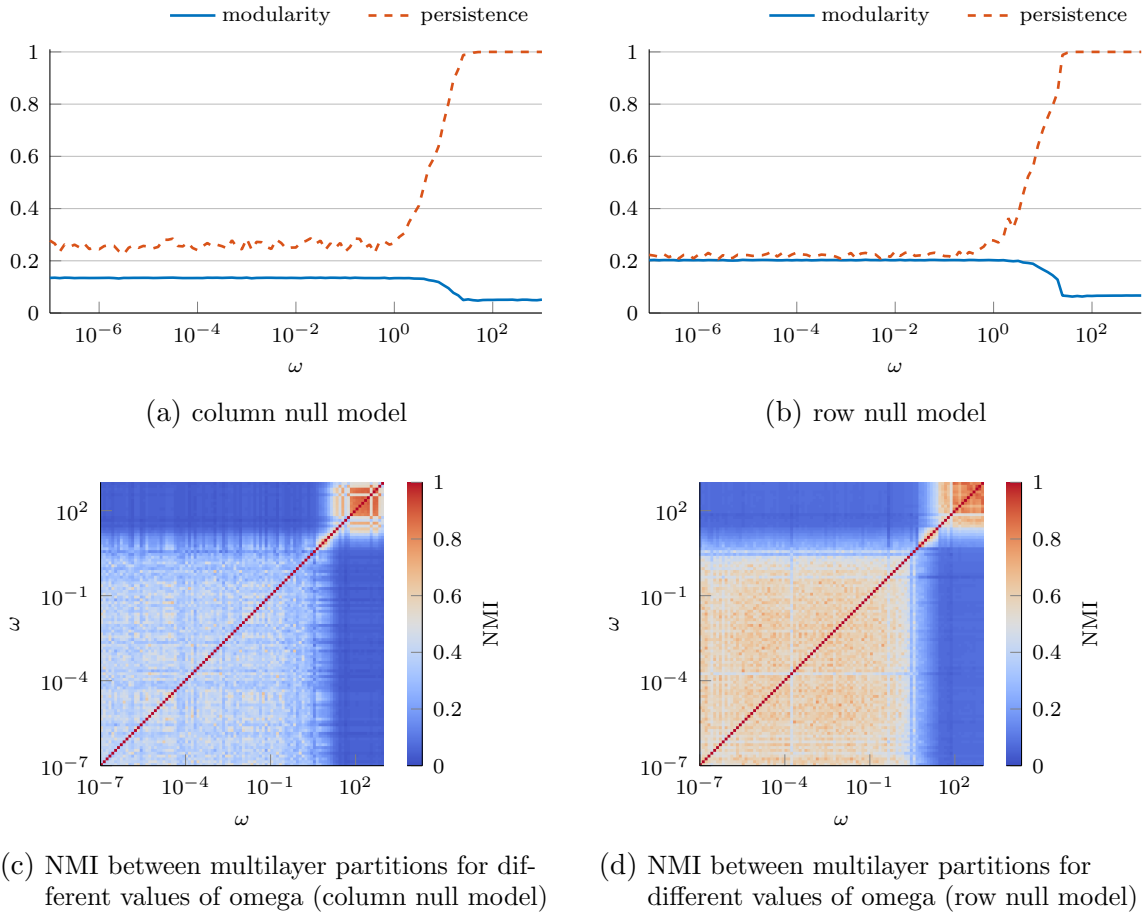 modularity persistence
modularity persistence
1
0.8
0.6
0.4
0.2
0
10^−6 10^−4 10^−2 10^0 10^2
ω
1
0.8
0.6
0.4
0.2
0
10^−6 10^−4 10^−2 10^0 10^2
ω
(a) column null model
(b) row null model
10^2
10^−1
10^−4
10^−7
ω
10^−7 10^−4 10^−1 10^2
ω
1
0.8
0.6
0.4
0.2
0
NMI
10^2
10^−1
10^−4
10^−7
ω
10^−7 10^−4 10^−1 10^2
ω
1
0.8
0.6
0.4
0.2
0
NMI
(c) NMI between multilayer partitions for dif-
ferent values of omega (column null model)
(d) NMI between multilayer partitions for
different values of omega (row null model)